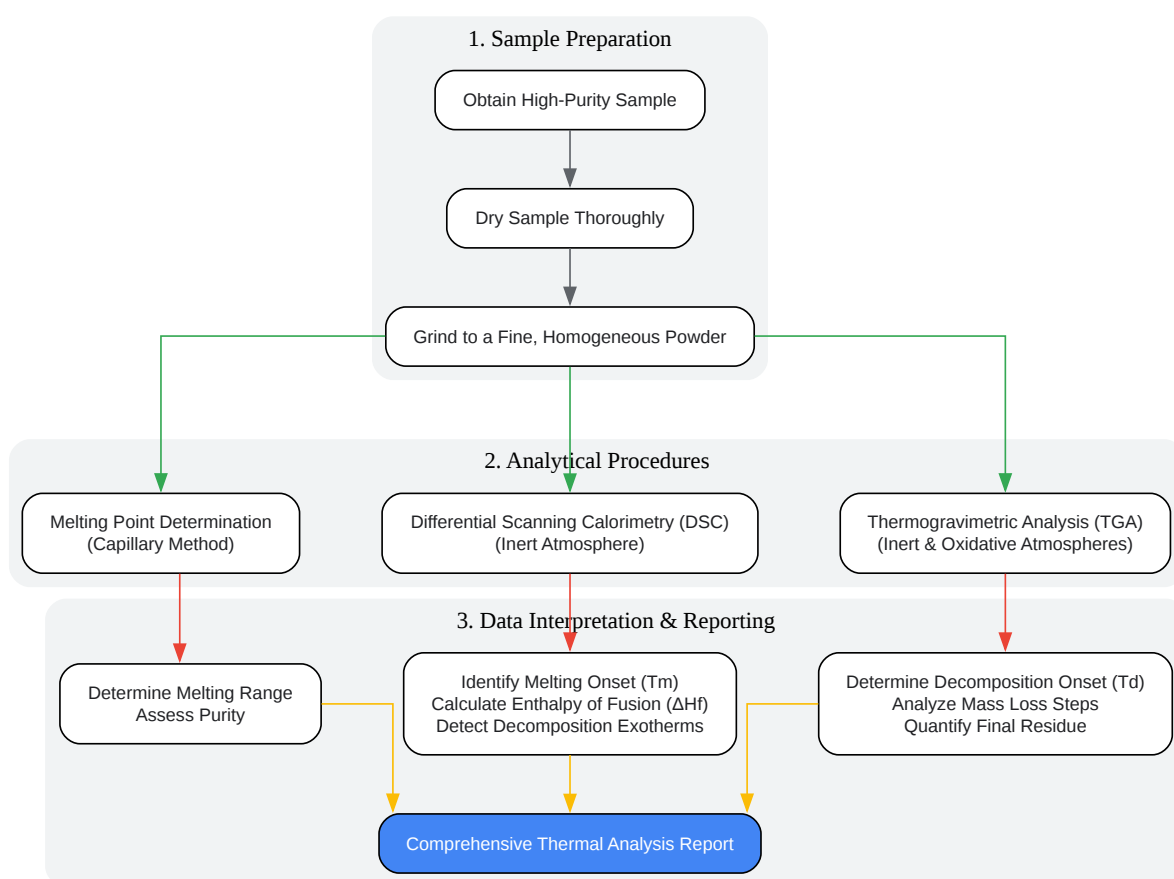 1. Sample Preparation
Obtain High-Purity Sample
Dry Sample Thoroughly
Grind to a Fine, Homogeneous Powder
2. Analytical Procedures
Melting Point Determination
(Capillary Method)
Differential Scanning Calorimetry (DSC)
(Inert Atmosphere)
Thermogravimetric Analysis (TGA)
(Inert & Oxidative Atmospheres)
3. Data Interpretation & Reporting
Determine Melting Range
Assess Purity
Identify Melting Onset (Tm)
Calculate Enthalpy of Fusion (ΔHf)
Detect Decomposition Exotherms
Determine Decomposition Onset (Td)
Analyze Mass Loss Steps
Quantify Final Residue
Comprehensive Thermal Analysis Report